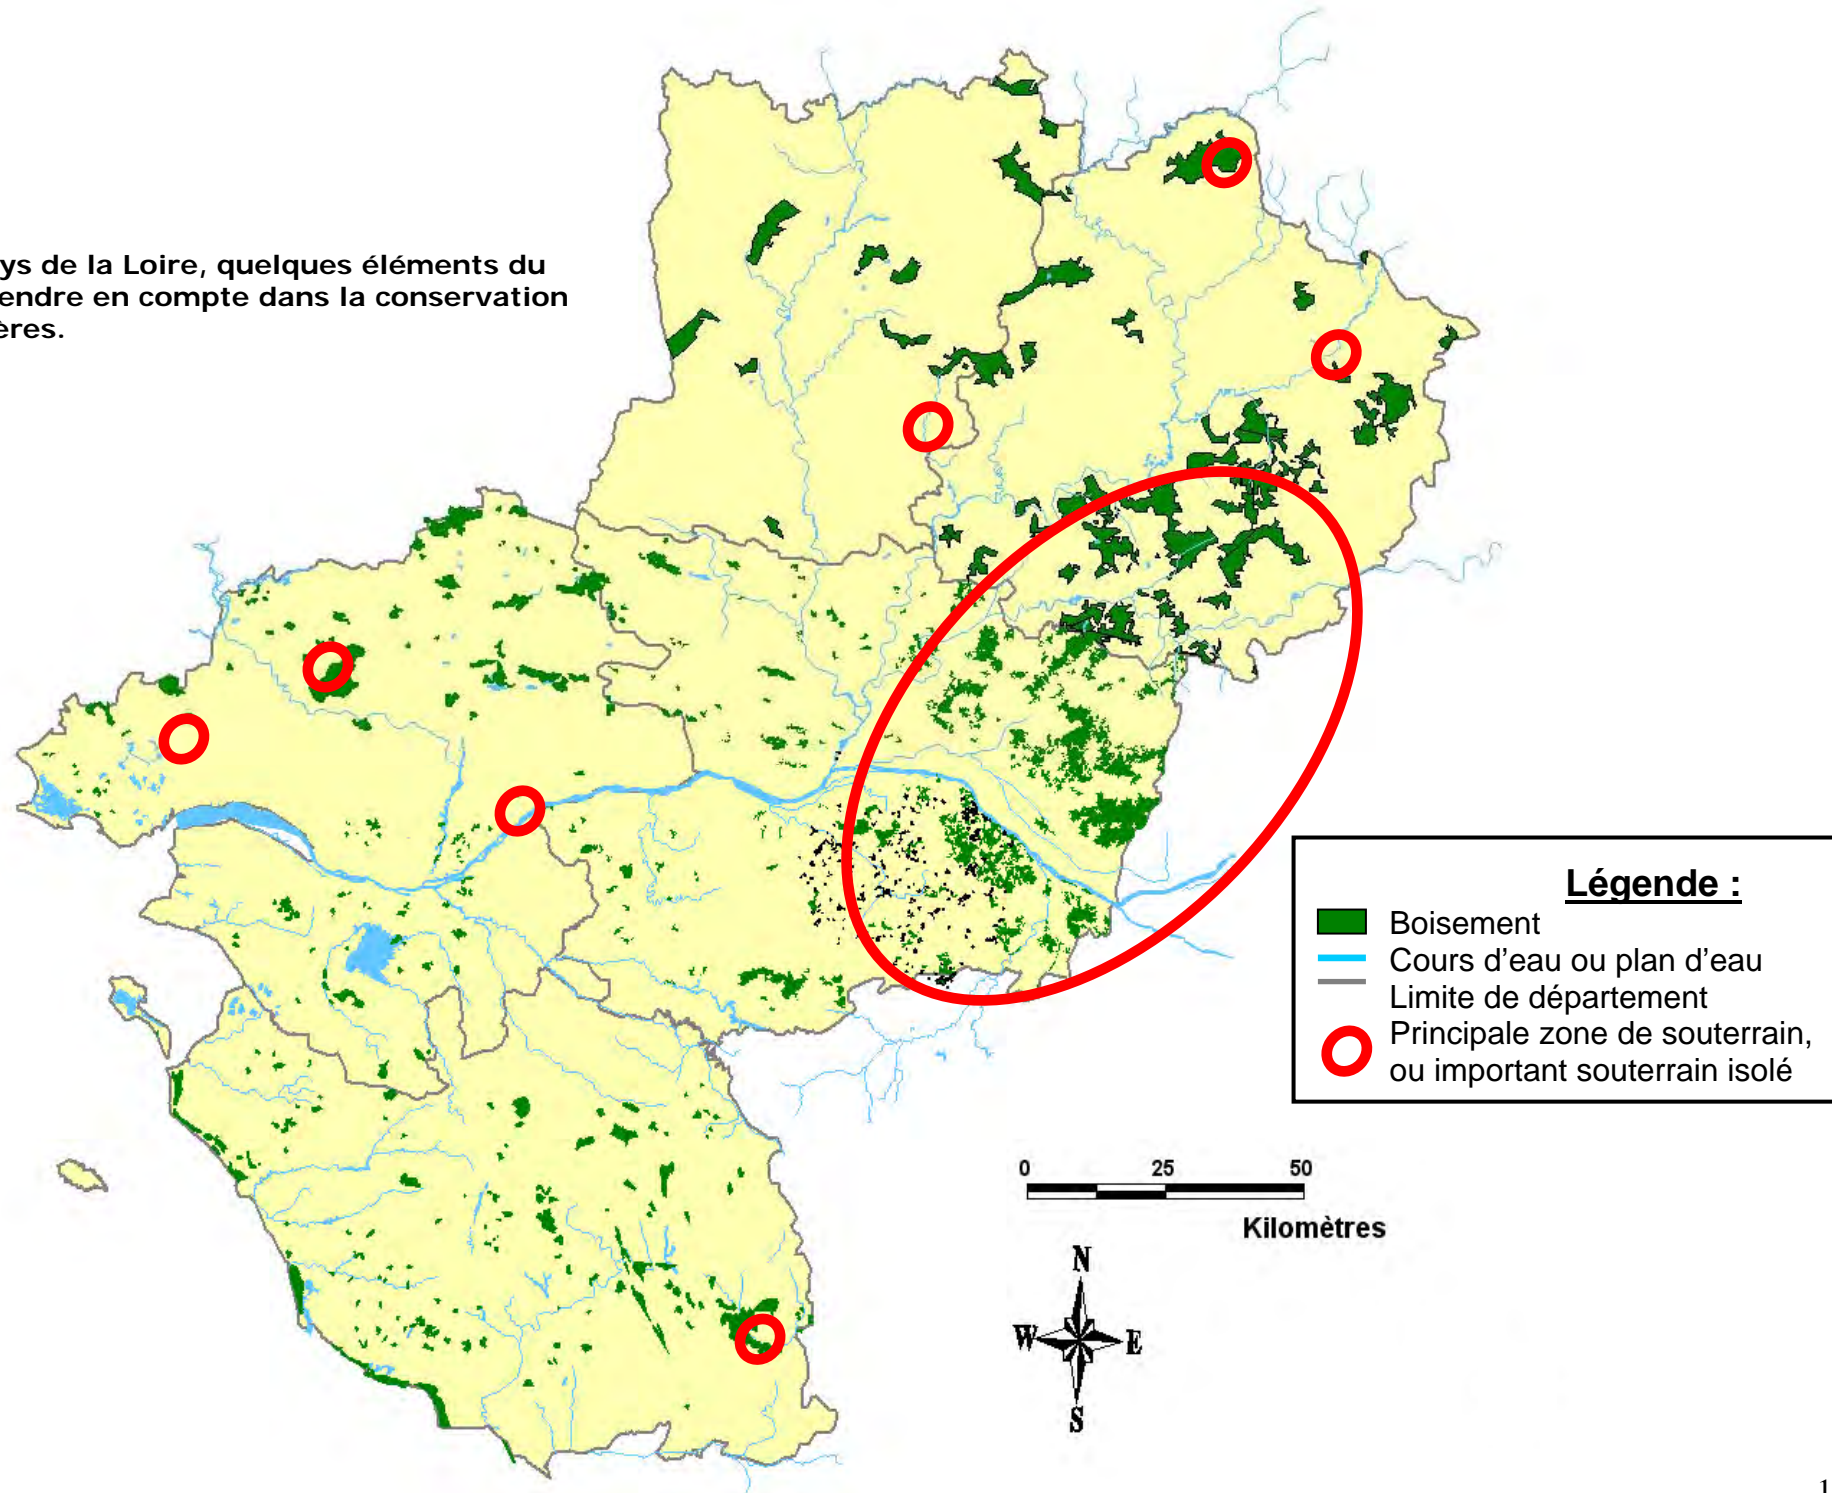 ys de la Loire, quelques éléments du
endre en compte dans la conservation
ères.
Légende :
Boisement
Cours d'eau ou plan d'eau
Limite de département
Principale zone de souterrain,
ou important souterrain isolé
0 25 50
Kilomètres
N
W E
S
1